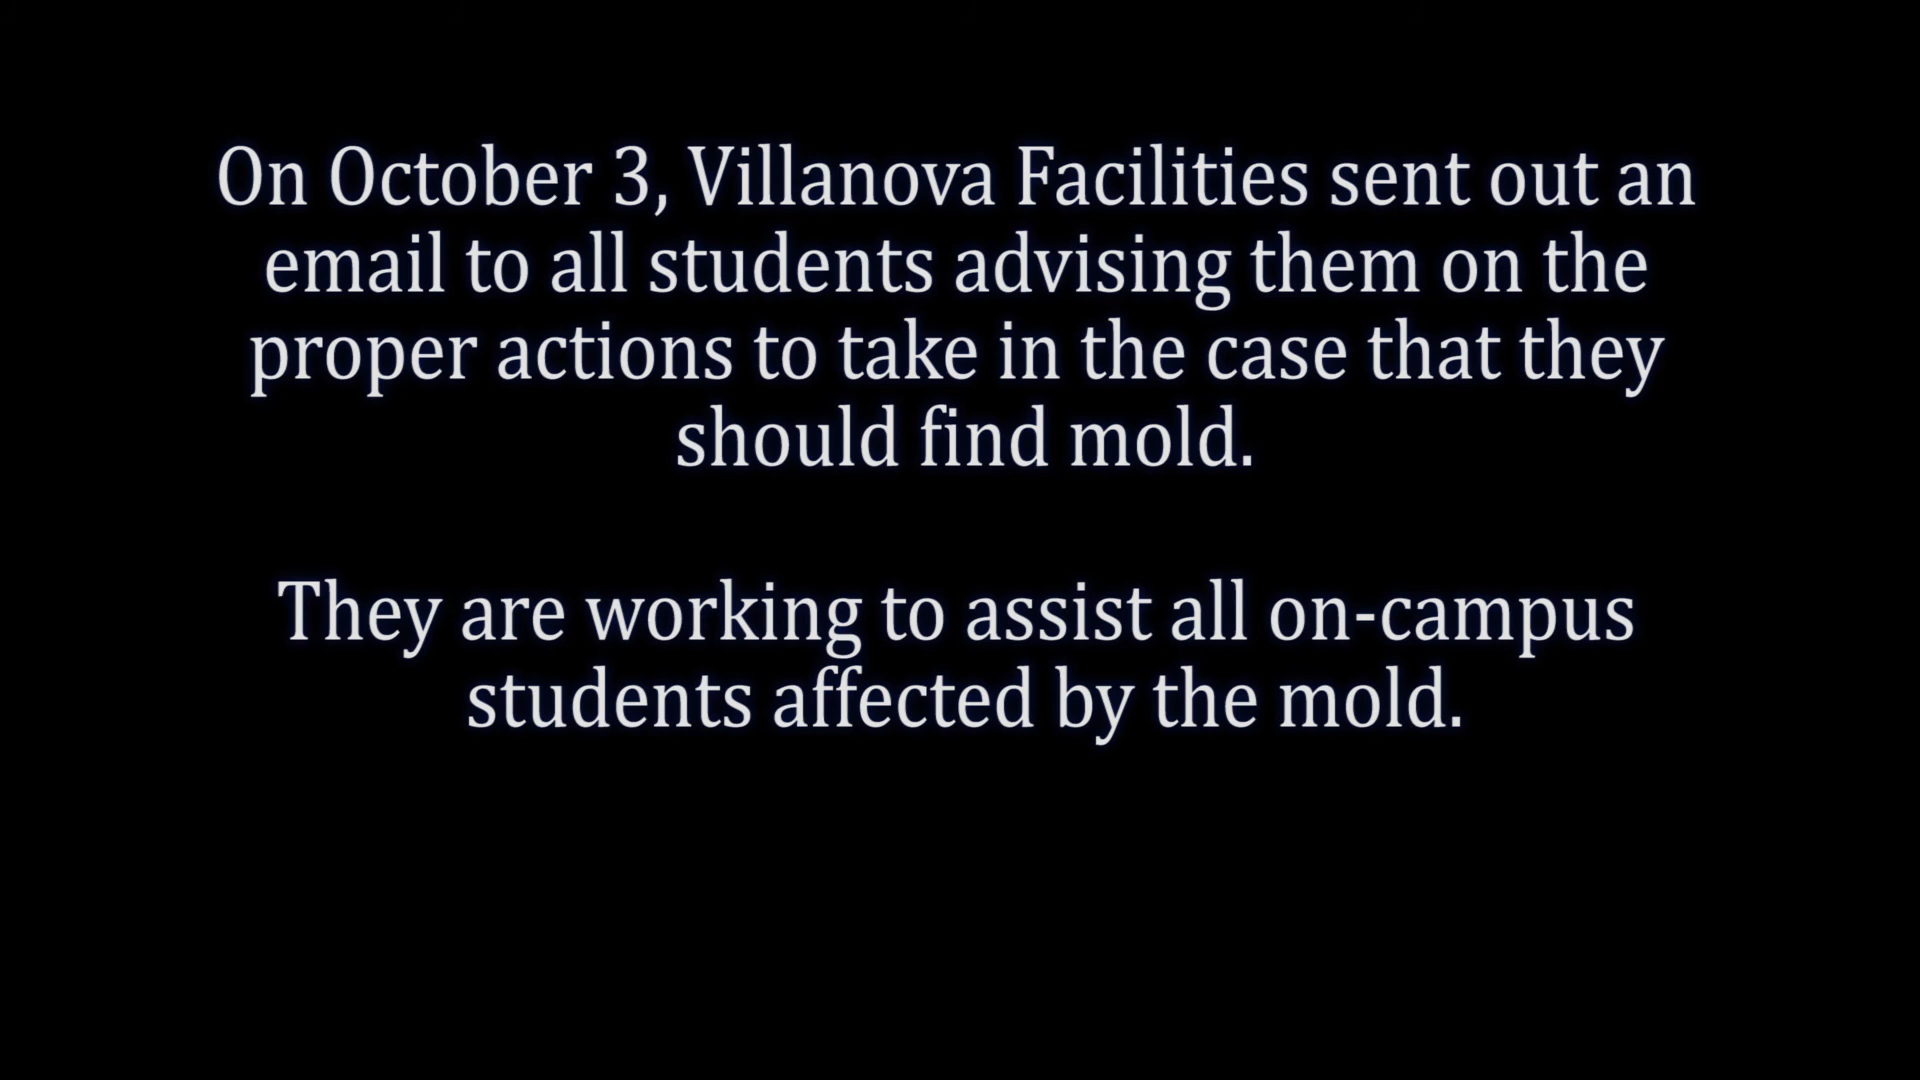 On October 3, Villanova Facilities sent out an
email to all students advising them on the
proper actions to take in the case that they
should find mold.
They are working to assist all on-campus
students affected by the mold.